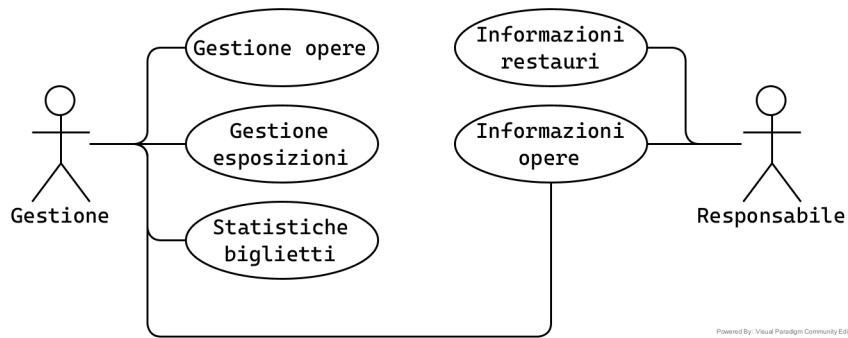 Gestione opere
Informazioni
restauri
Gestione
esposizioni
Informazioni
opere
Gestione
Responsabile
Statistiche
biglietti
Powered By: Visual Paradigm Community Edi